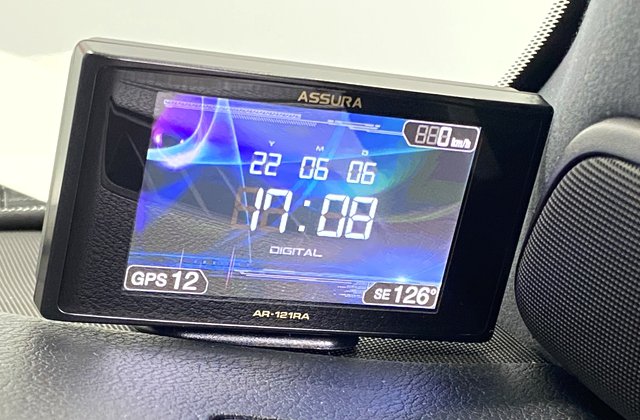 ASSURA
0 km/h
Y M D
22 06 06
17:08
DIGITAL
GPS 12
SE 126°
AR-121RA